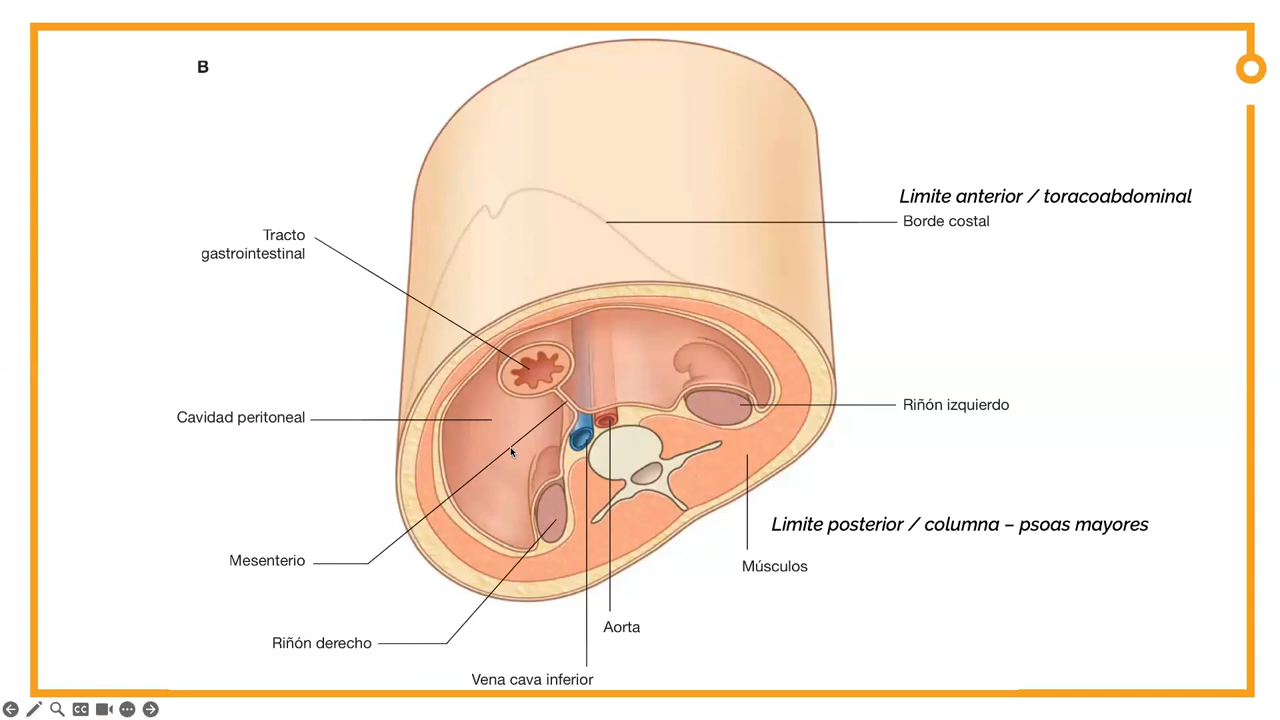 B
Limite anterior / toracoabdominal
Borde costal
Tracto
gastrointestinal
Riñón izquierdo
Cavidad peritoneal
Limite posterior / columna – psoas mayores
Mesenterio
Músculos
Aorta
Riñón derecho
Vena cava inferior
CC